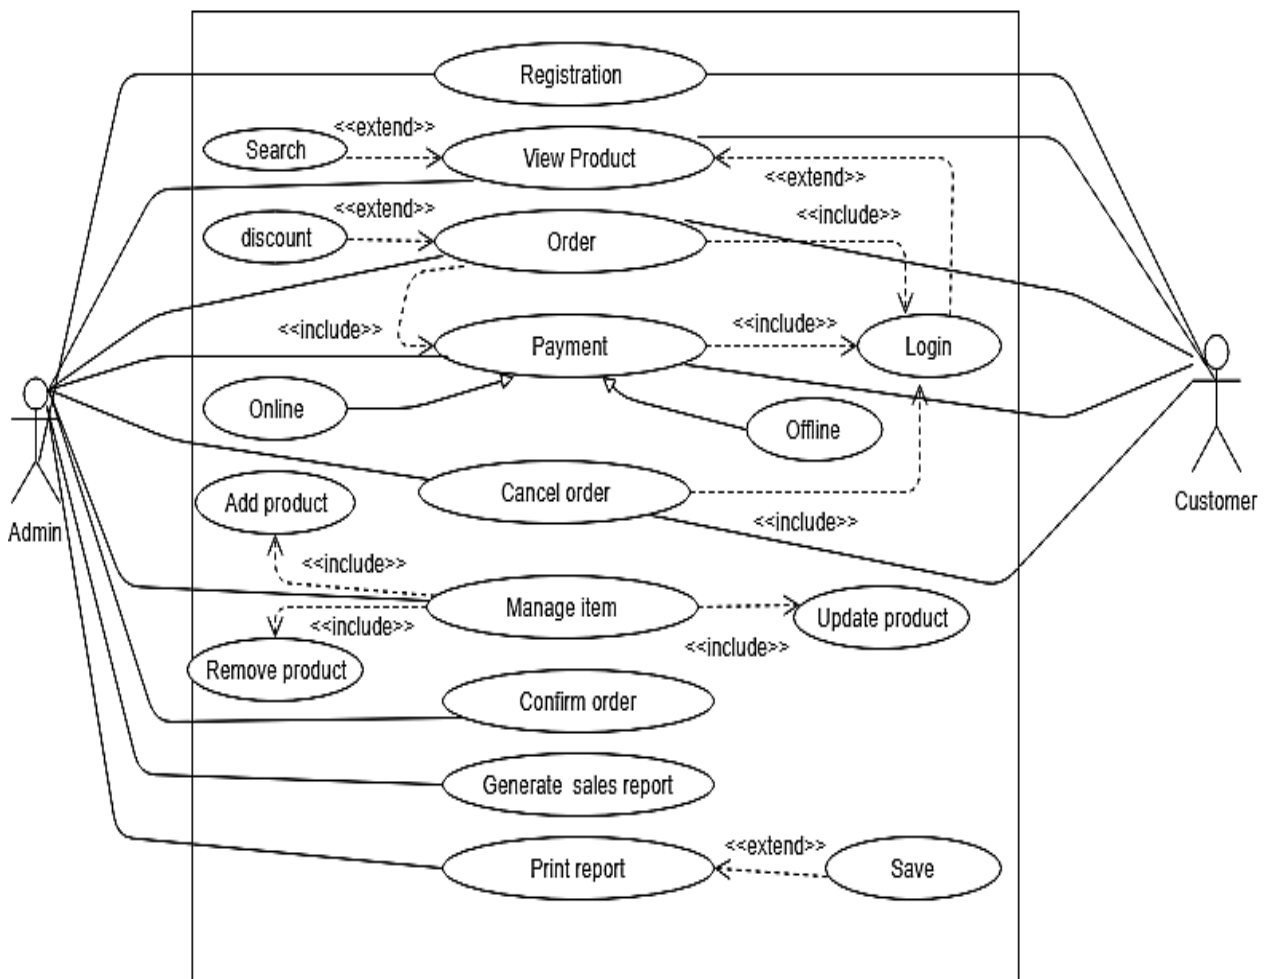 Registration
<<extend>>
Search
View Product
<<extend>>
<<extend>>
<<include>>
discount
Order
<<include>>
<<include>>
Payment
Login
Online
Offline
Cancel order
Add product
<<include>>
Admin
Customer
<<include>>
Manage item
Update product
<<include>>
<<include>>
Remove product
Confirm order
Generate  sales report
<<extend>>
Print report
Save